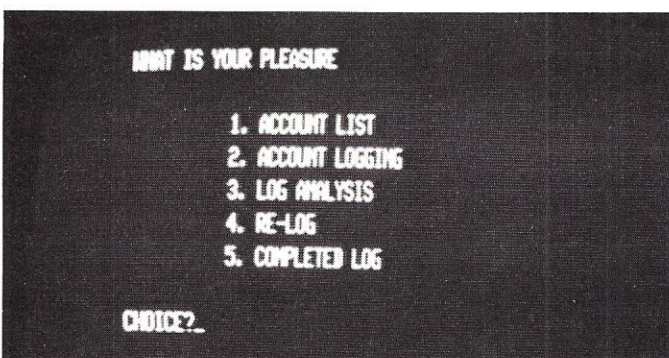 WHAT IS YOUR PLEASURE
1. ACCOUNT LIST
2. ACCOUNT LOGGING
3. LOG ANALYSIS
4. RE-LOG
5. COMPLETED LOG
CHOICE?_